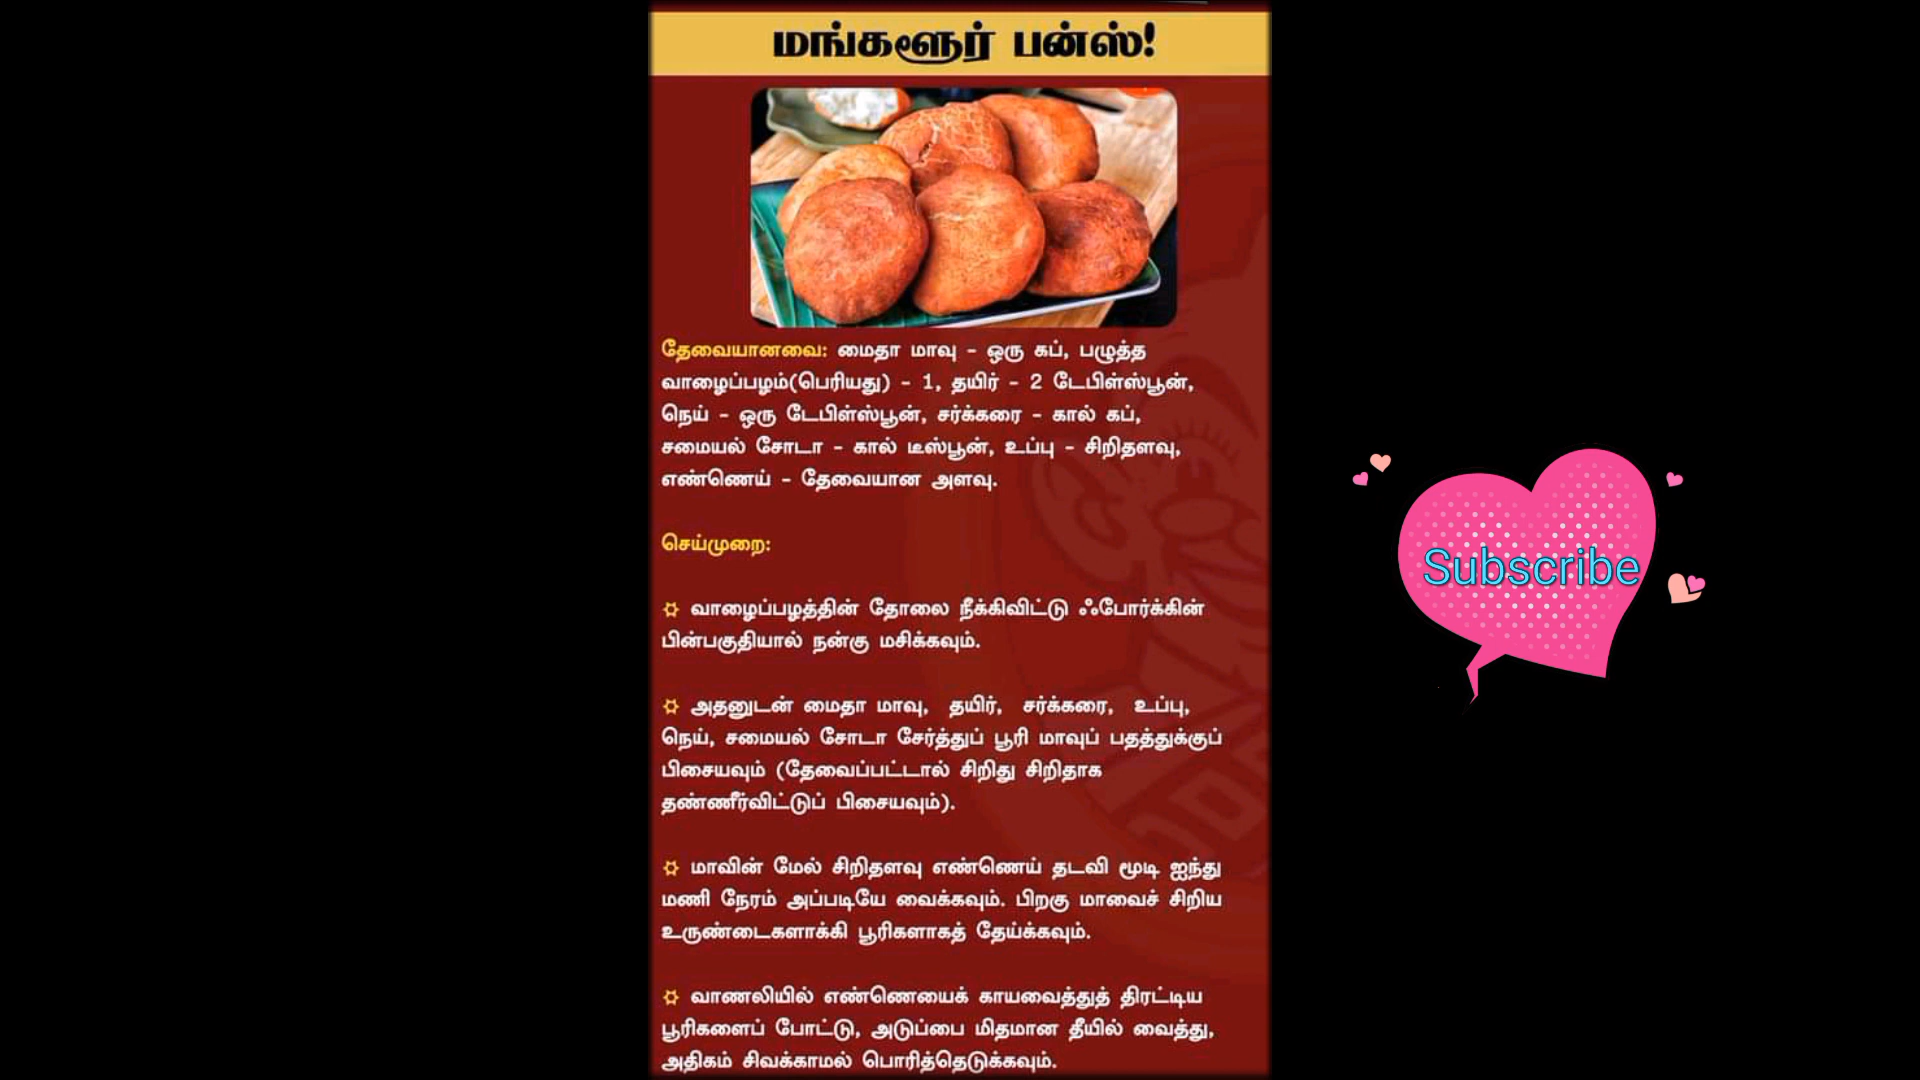 மங்களூர் பன்ஸ்!
தேவையானவை: மைதா மாவு - ஒரு கப், பழுத்த
வாழைப்பழம்(பெரியது) - 1, தயிர் - 2 டேபிள்ஸ்பூன்,
நெய் - ஒரு டேபிள்ஸ்பூன், சர்க்கரை - கால் கப்,
சமையல் சோடா - கால் டீஸ்பூன், உப்பு - சிறிதளவு,
எண்ணெய் - தேவையான அளவு.
செய்முறை:
✡ வாழைப்பழத்தின் தோலை நீக்கிவிட்டு ஃபோர்க்கின்
பின்பகுதியால் நன்கு மசிக்கவும்.
✡ அதனுடன் மைதா மாவு, தயிர், சர்க்கரை, உப்பு,
நெய், சமையல் சோடா சேர்த்துப் பூரி மாவுப் பதத்துக்குப்
பிசையவும் (தேவைப்பட்டால் சிறிது சிறிதாக
தண்ணீர்விட்டுப் பிசையவும்).
✡ மாவின் மேல் சிறிதளவு எண்ணெய் தடவி மூடி ஐந்து
மணி நேரம் அப்படியே வைக்கவும். பிறகு மாவைச் சிறிய
உருண்டைகளாக்கி பூரிகளாகத் தேய்க்கவும்.
✡ வாணலியில் எண்ணெயைக் காயவைத்துத் திரட்டிய
பூரிகளைப் போட்டு, அடுப்பை மிதமான தீயில் வைத்து,
அதிகம் சிவக்காமல் பொரித்தெடுக்கவும்.
Subscribe